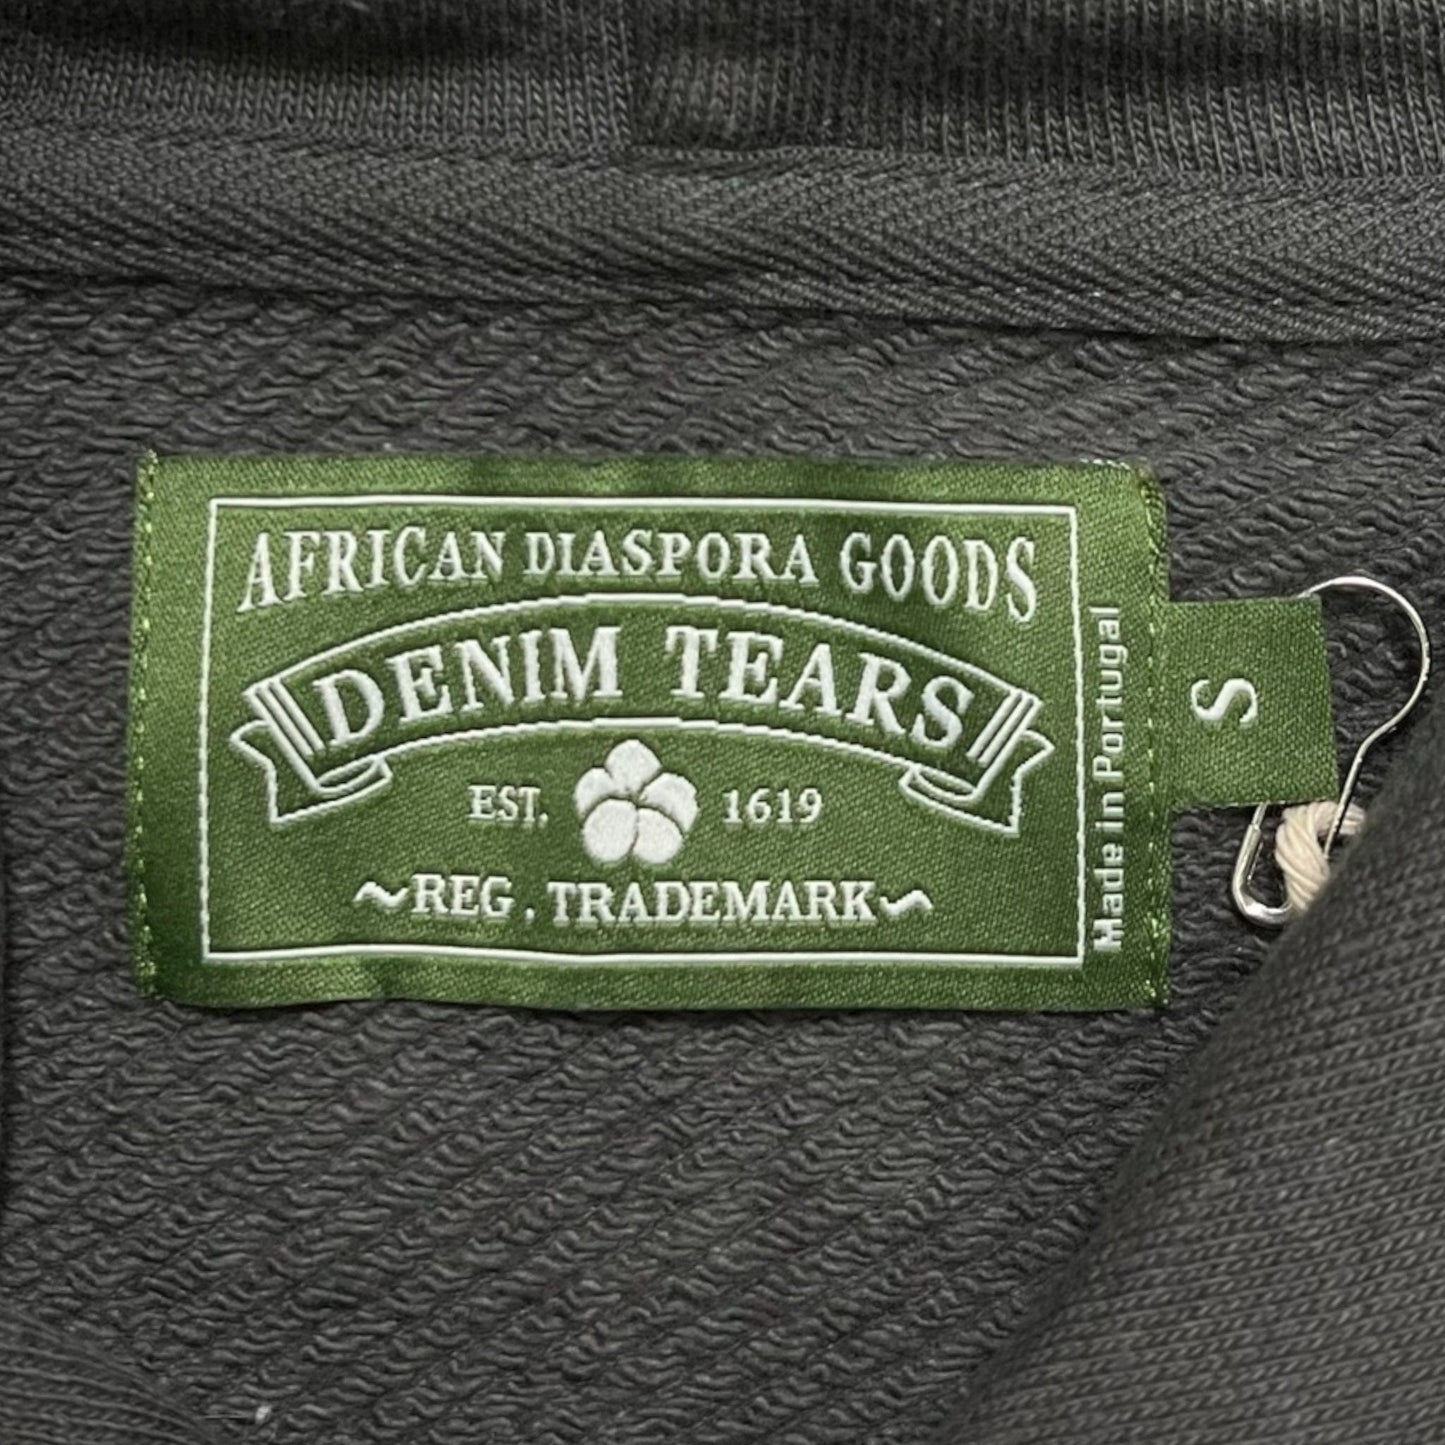 AFRICAN DIASPORA GOODS
DENIM TEARS
EST. 1619
~REG. TRADEMARK~
Made in Portugal
S